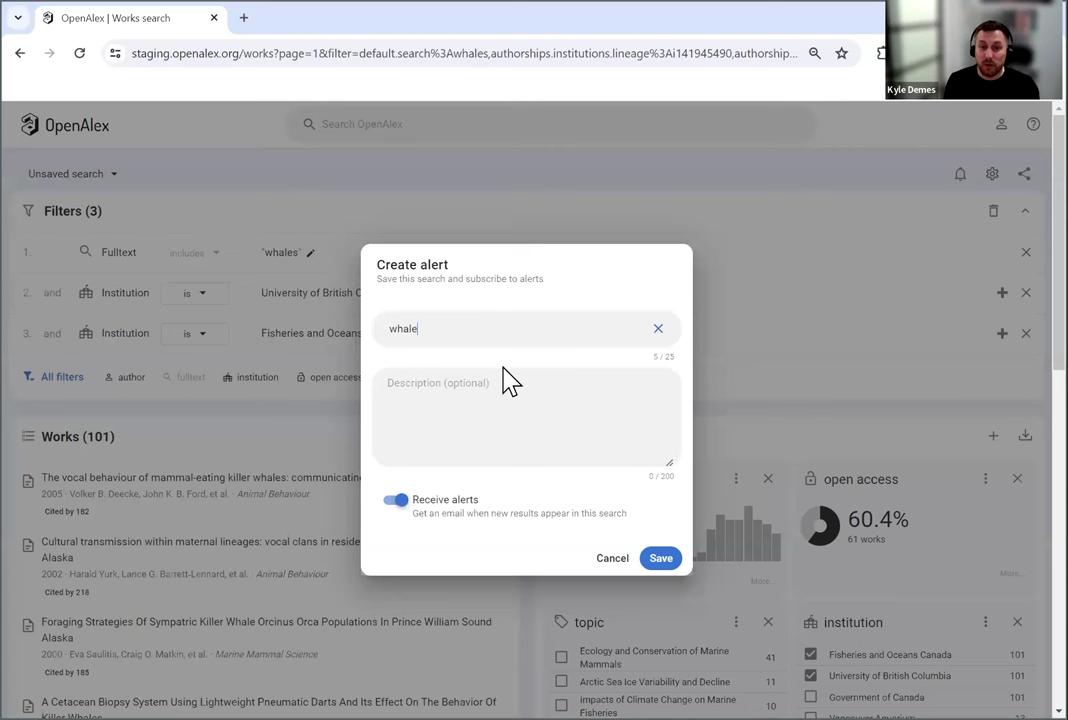 OpenAlex | Works search
staging.openalex.org/works?page=1&filter=default.search%3Awhales,authorships.institutions.lineage%3Ai141945490,authorship...
Kyle Demes
OpenAlex
Search OpenAlex
Unsaved search
Filters (3)
1. Fulltext includes "whales"
2. and Institution is University of British C
3. and Institution is Fisheries and Oceans
All filters author fulltext institution open access
Create alert
Save this search and subscribe to alerts
whale
5 / 25
Description (optional)
0 / 200
Receive alerts
Get an email when new results appear in this search
Cancel Save
Works (101)
The vocal behaviour of mammal-eating killer whales: communicatin
2005 · Volker B. Deecke, John K. B. Ford, et al. · Animal Behaviour
Cited by 182
Cultural transmission within maternal lineages: vocal clans in reside
Alaska
2002 · Harald Yurk, Lance G. Barrett-Lennard, et al. · Animal Behaviour
Cited by 218
Foraging Strategies Of Sympatric Killer Whale Orcinus Orca Populations In Prince William Sound
Alaska
2000 · Eva Saulitis, Craig O. Matkin, et al. · Marine Mammal Science
Cited by 185
A Cetacean Biopsy System Using Lightweight Pneumatic Darts And Its Effect On The Behavior Of
Killer Whales
More...
open access
60.4%
61 works
More...
topic
Ecology and Conservation of Marine
Mammals 41
Arctic Sea Ice Variability and Decline 11
Impacts of Climate Change on Marine
Fisheries 10
institution
Fisheries and Oceans Canada 101
University of British Columbia 101
Government of Canada 101
Vancouver Aquarium